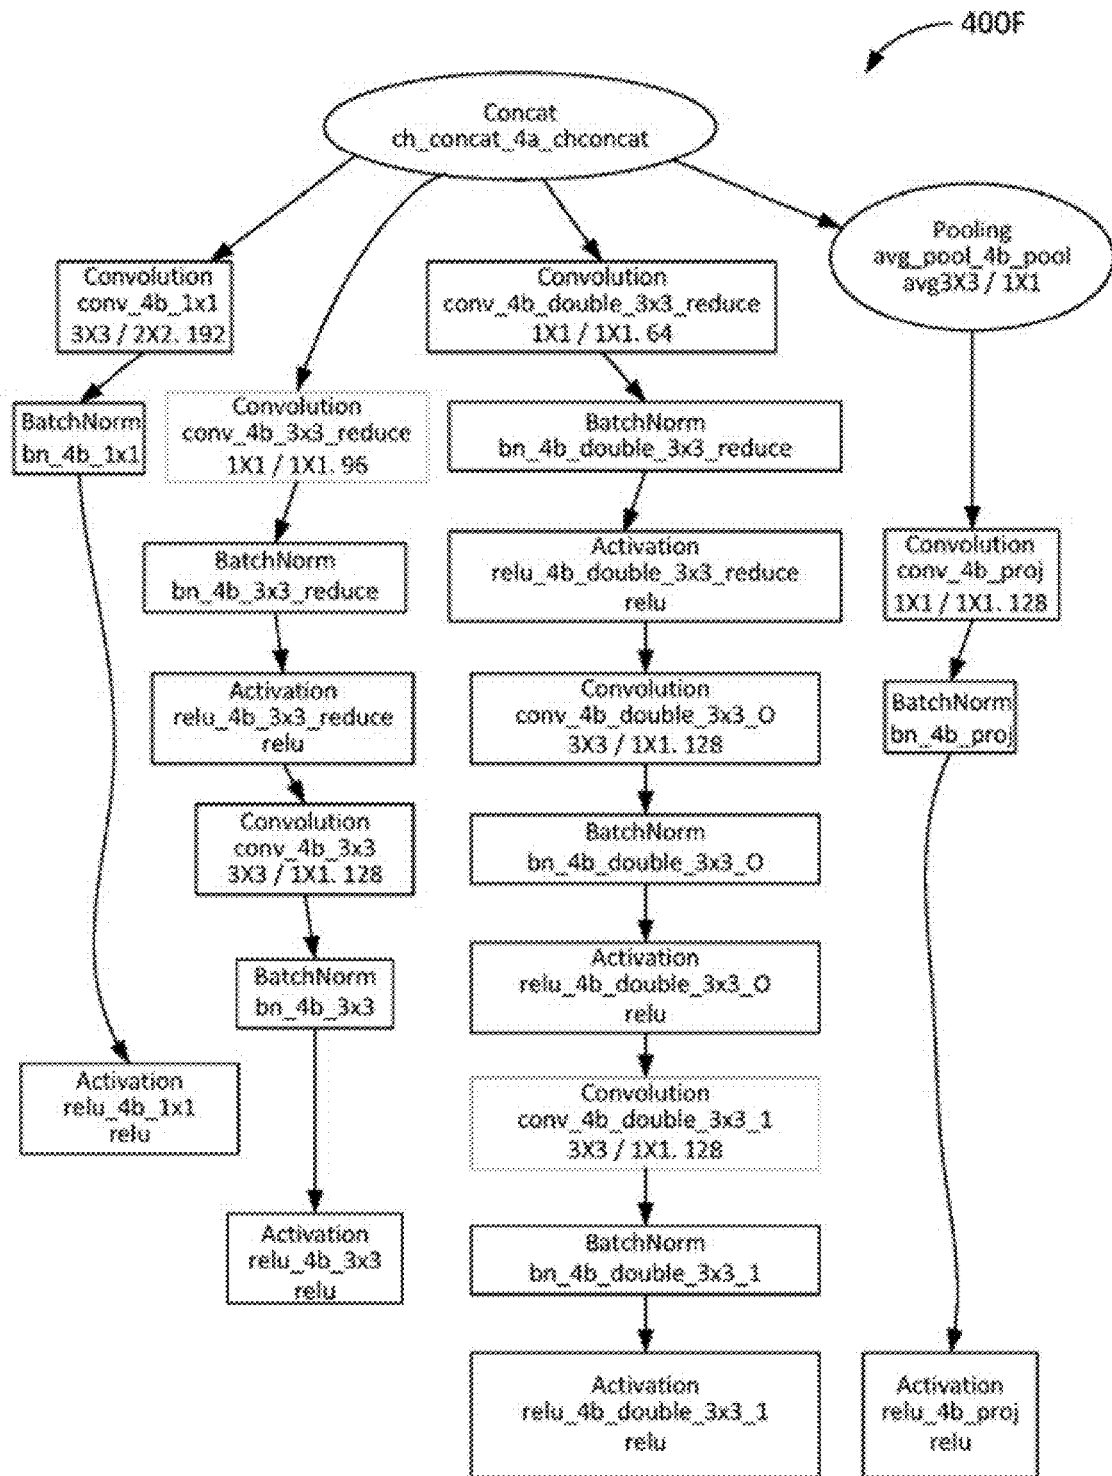 400F
Concat
ch_concat_4a_chconcat
Pooling
avg_pool_4b_pool
avg3X3 / 1X1
Convolution
conv_4b_1x1
3X3 / 2X2. 192
Convolution
conv_4b_double_3x3_reduce
1X1 / 1X1. 64
BatchNorm
bn_4b_1x1
Convolution
conv_4b_3x3_reduce
1X1 / 1X1. 96
BatchNorm
bn_4b_double_3x3_reduce
BatchNorm
bn_4b_3x3_reduce
Activation
relu_4b_double_3x3_reduce
relu
Convolution
conv_4b_proj
1X1 / 1X1. 128
Activation
relu_4b_3x3_reduce
relu
Convolution
conv_4b_double_3x3_O
3X3 / 1X1. 128
BatchNorm
bn_4b_proj
Convolution
conv_4b_3x3
3X3 / 1X1. 128
BatchNorm
bn_4b_double_3x3_O
BatchNorm
bn_4b_3x3
Activation
relu_4b_double_3x3_O
relu
Activation
relu_4b_1x1
relu
Convolution
conv_4b_double_3x3_1
3X3 / 1X1. 128
Activation
relu_4b_3x3
relu
BatchNorm
bn_4b_double_3x3_1
Activation
relu_4b_double_3x3_1
relu
Activation
relu_4b_proj
relu